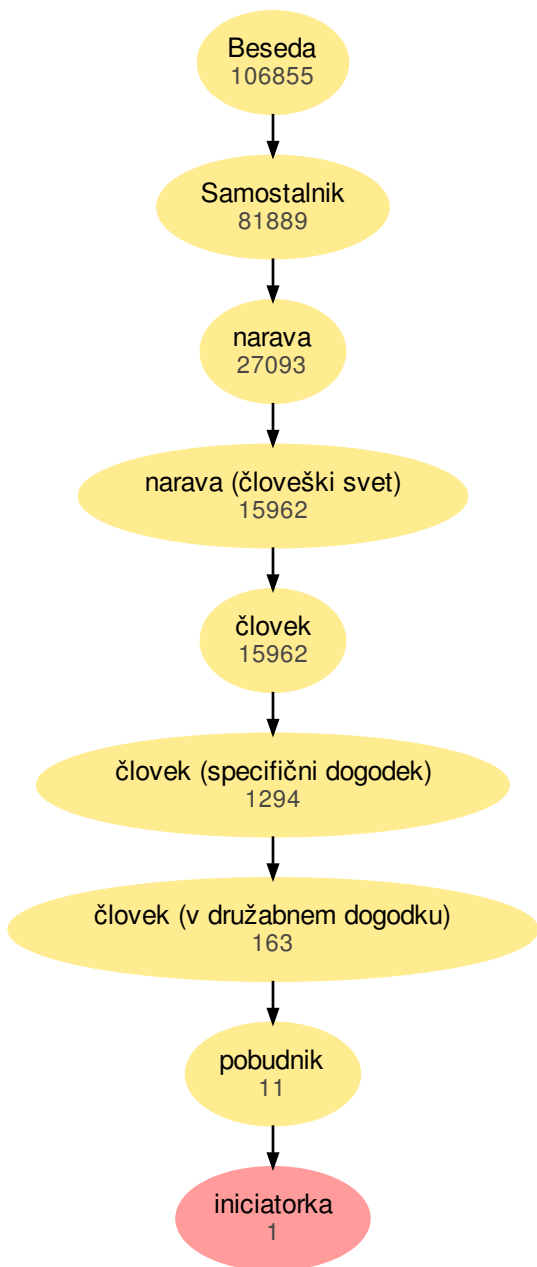 Beseda
106855
Samostalnik
81889
narava
27093
narava (človeški svet)
15962
človek
15962
človek (specifični dogodek)
1294
človek (v družabnem dogodku)
163
pobudnik
11
iniciatorka
1